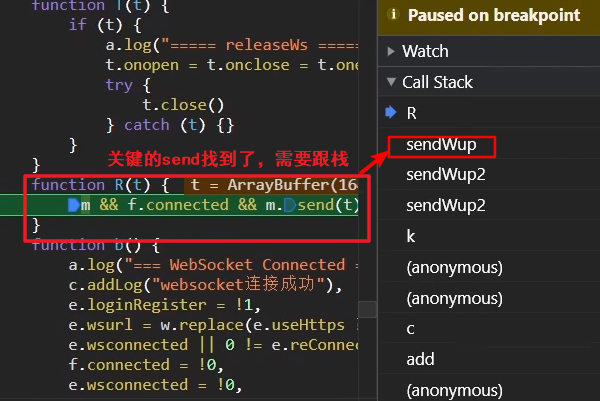 function T(t) {
if (t) {
a.log("===== releaseWs =====
t.onopen = t.onclose = t.one
try {
t.close()
} catch (t) {}
}
}
关键的send找到了，需要跟栈
function R(t) { t = ArrayBuffer(164
m && f.connected && m.send(t)
}
function b() {
a.log("=== WebSocket Connected =
c.addLog("websocket连接成功"),
e.loginRegister = !1,
e.wsurl = w.replace(e.useHttps
e.wsconnected || 0 != e.reConne
f.connected = !0,
e.wsconnected = !0,
Paused on breakpoint
Watch
Call Stack
R
sendWup
sendWup2
sendWup2
k
(anonymous)
(anonymous)
c
add
(anonymous)